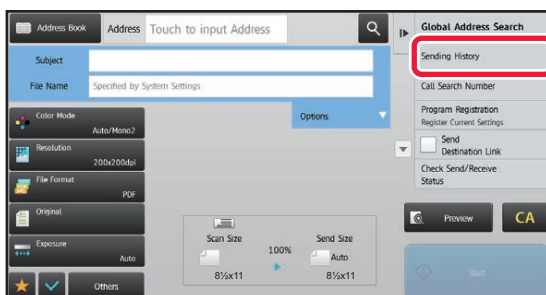 Address Book
Address
Touch to input Address
Subject
File Name
Specified by System Settings
Options
Color Mode
Auto/Mono2
Resolution
200x200dpi
File Format
PDF
Original
Exposure
Auto
Others
Scan Size
8½x11
100%
Send Size
Auto
8½x11
Global Address Search
Sending History
Call Search Number
Program Registration
Register Current Settings
Send
Destination Link
Check Send/Receive
Status
Preview
CA
Start